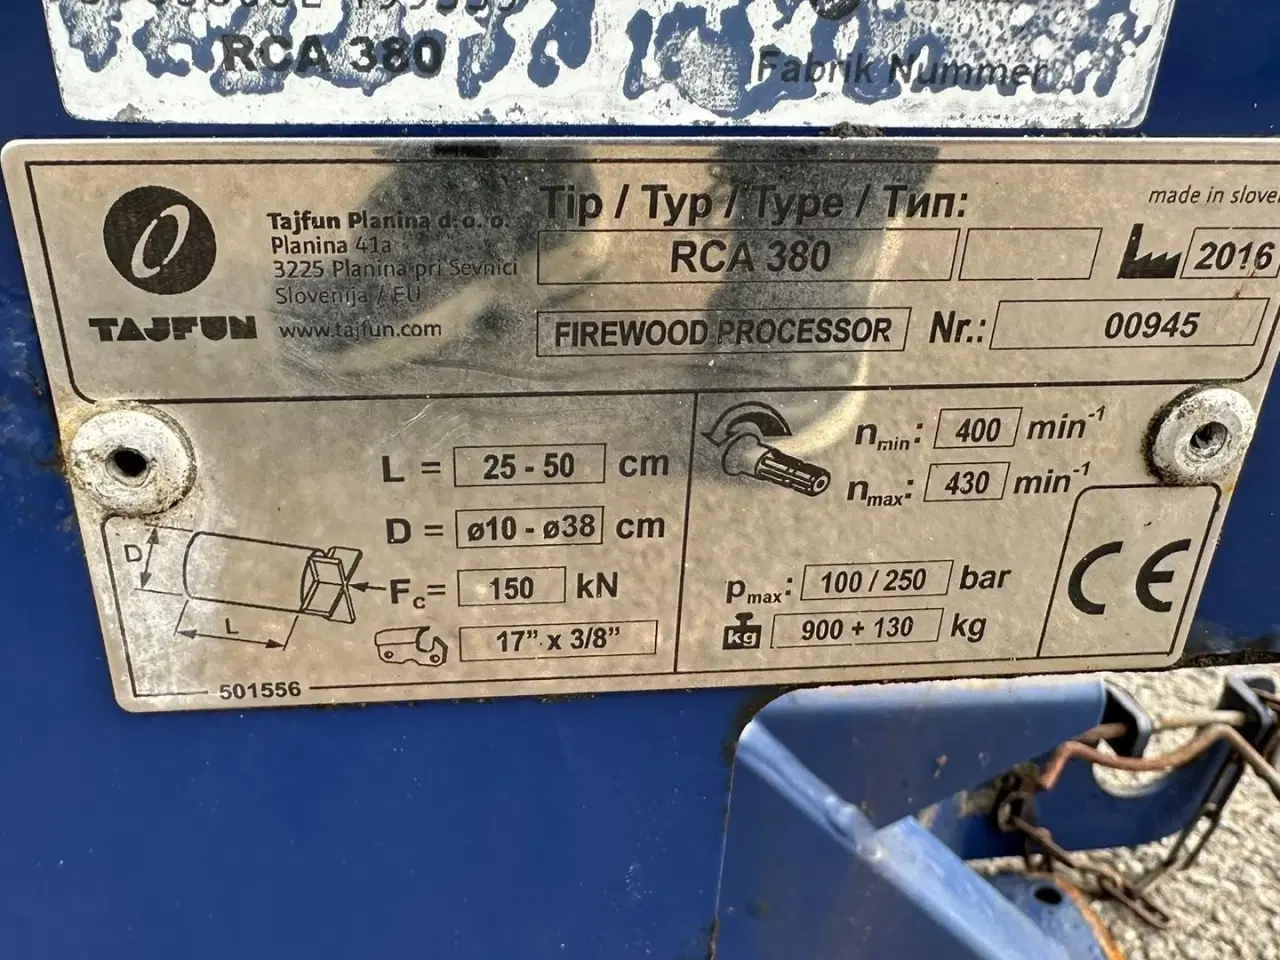 RCA 380
Fabrik Nummer
Tajfun Planina d. o. o.
Planina 41a
3225 Planina pri Sevnici
Slovenija / EU
www.tajfun.com
TAJFUN
Tip / Typ / Type / Тип:
made in
RCA 380
2016
FIREWOOD PROCESSOR
Nr.: 00945
L = 25 - 50 cm
D = ø10 - ø38 cm
Fc= 150 kN
17” x 3/8”
D
L
501556
nmin: 400 min-1
nmax: 430 min-1
pmax: 100 / 250 bar
kg 900 + 130 kg
CE